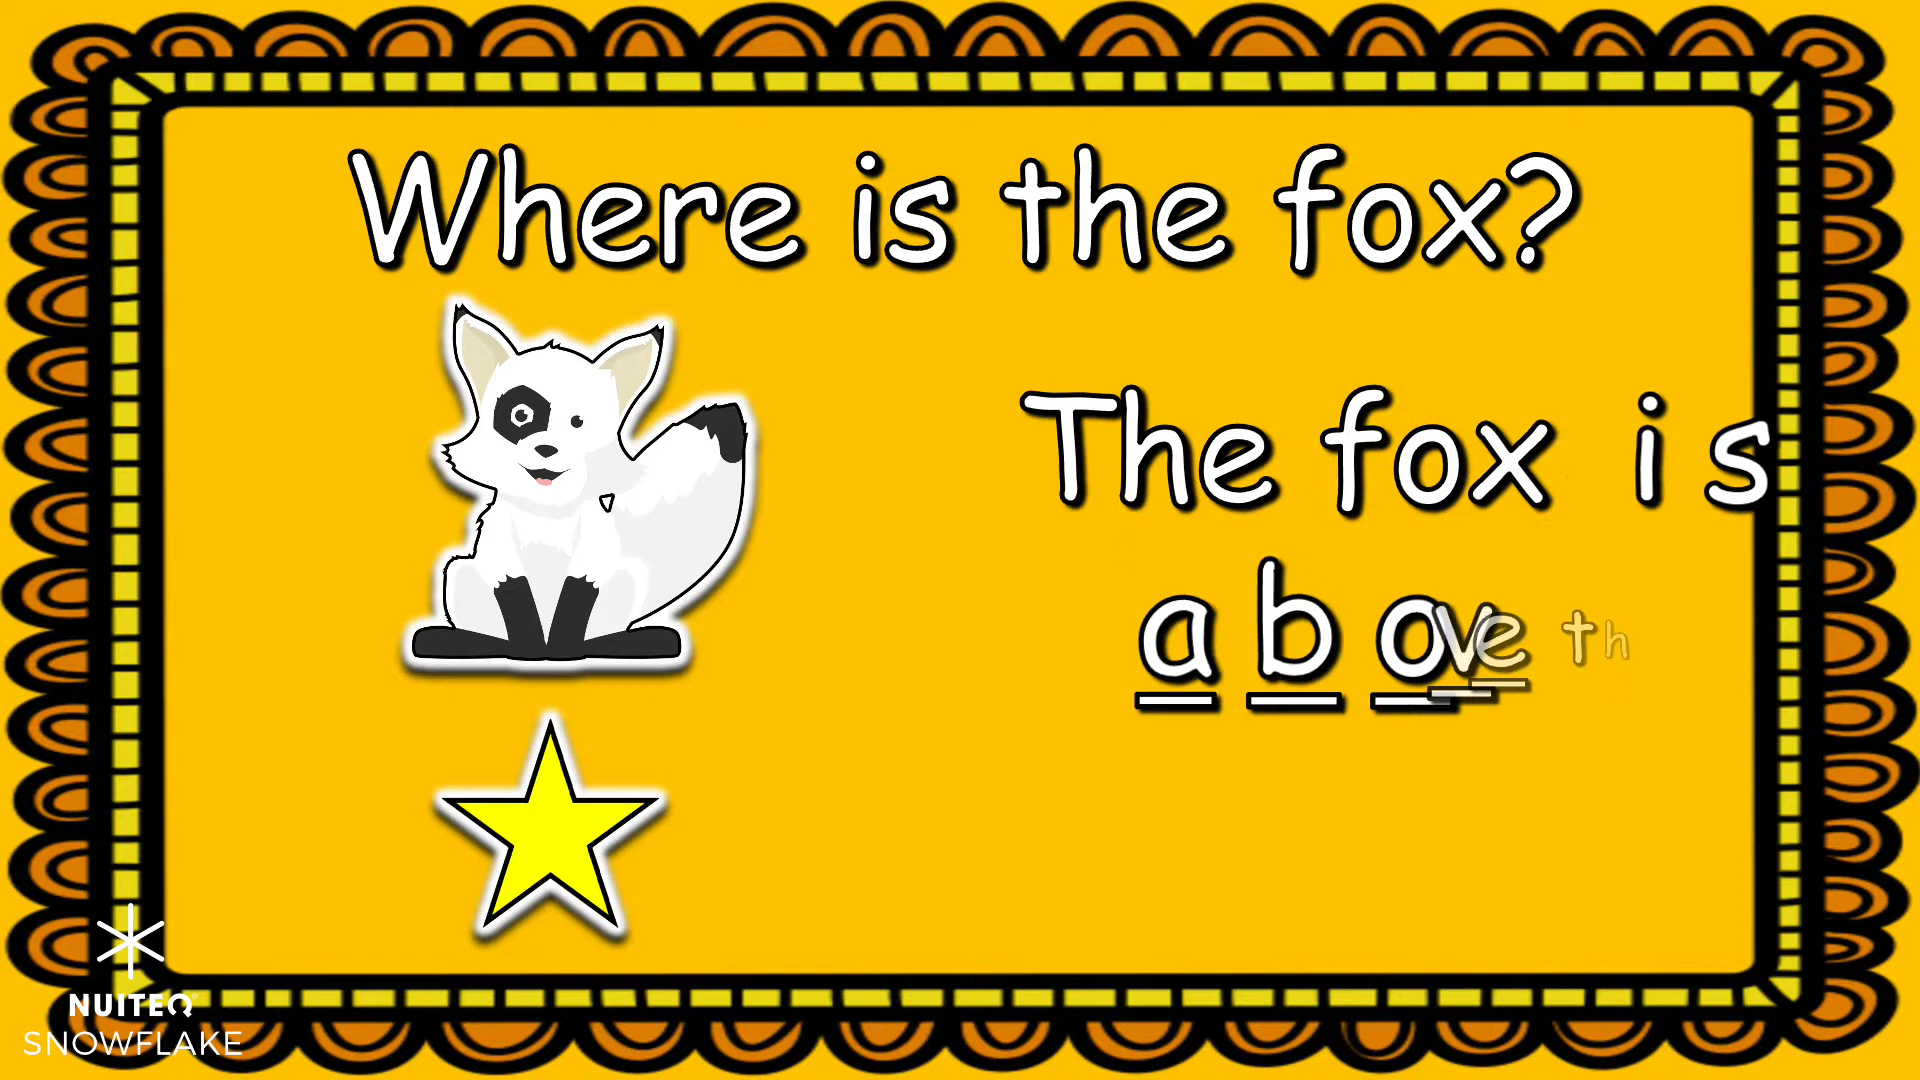 Where is the fox?
The fox is
above th
NUITEQ
SNOWFLAKE